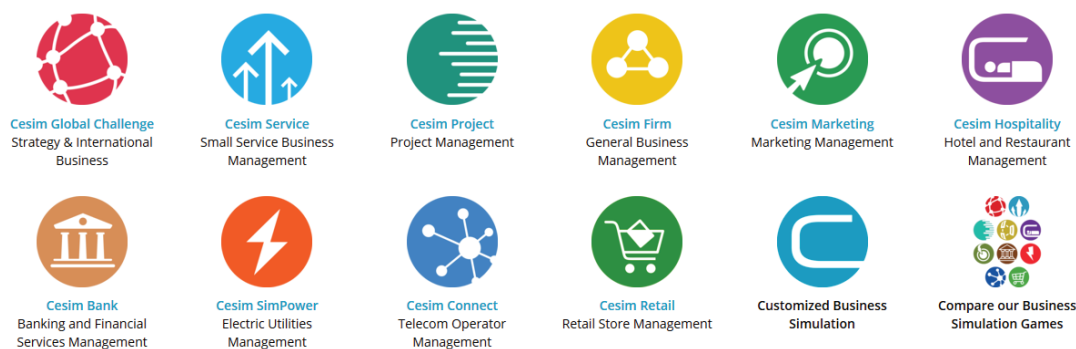 Cesim Global Challenge
Strategy & International
Business
Cesim Service
Small Service Business
Management
Cesim Project
Project Management
Cesim Firm
General Business
Management
Cesim Marketing
Marketing Management
Cesim Hospitality
Hotel and Restaurant
Management
Cesim Bank
Banking and Financial
Services Management
Cesim SimPower
Electric Utilities
Management
Cesim Connect
Telecom Operator
Management
Cesim Retail
Retail Store Management
Customized Business
Simulation
Compare our Business
Simulation Games